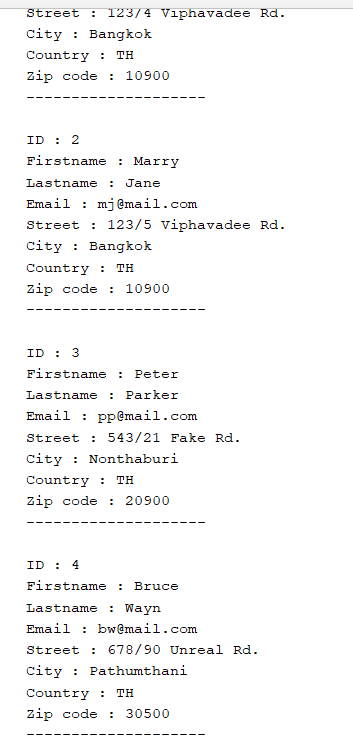 Street : 123/4 Viphavadee Rd.
City : Bangkok
Country : TH
Zip code : 10900
--------------------
ID : 2
Firstname : Marry
Lastname : Jane
Email : mj@mail.com
Street : 123/5 Viphavadee Rd.
City : Bangkok
Country : TH
Zip code : 10900
--------------------
ID : 3
Firstname : Peter
Lastname : Parker
Email : pp@mail.com
Street : 543/21 Fake Rd.
City : Nonthaburi
Country : TH
Zip code : 20900
--------------------
ID : 4
Firstname : Bruce
Lastname : Wayn
Email : bw@mail.com
Street : 678/90 Unreal Rd.
City : Pathumthani
Country : TH
Zip code : 30500
--------------------